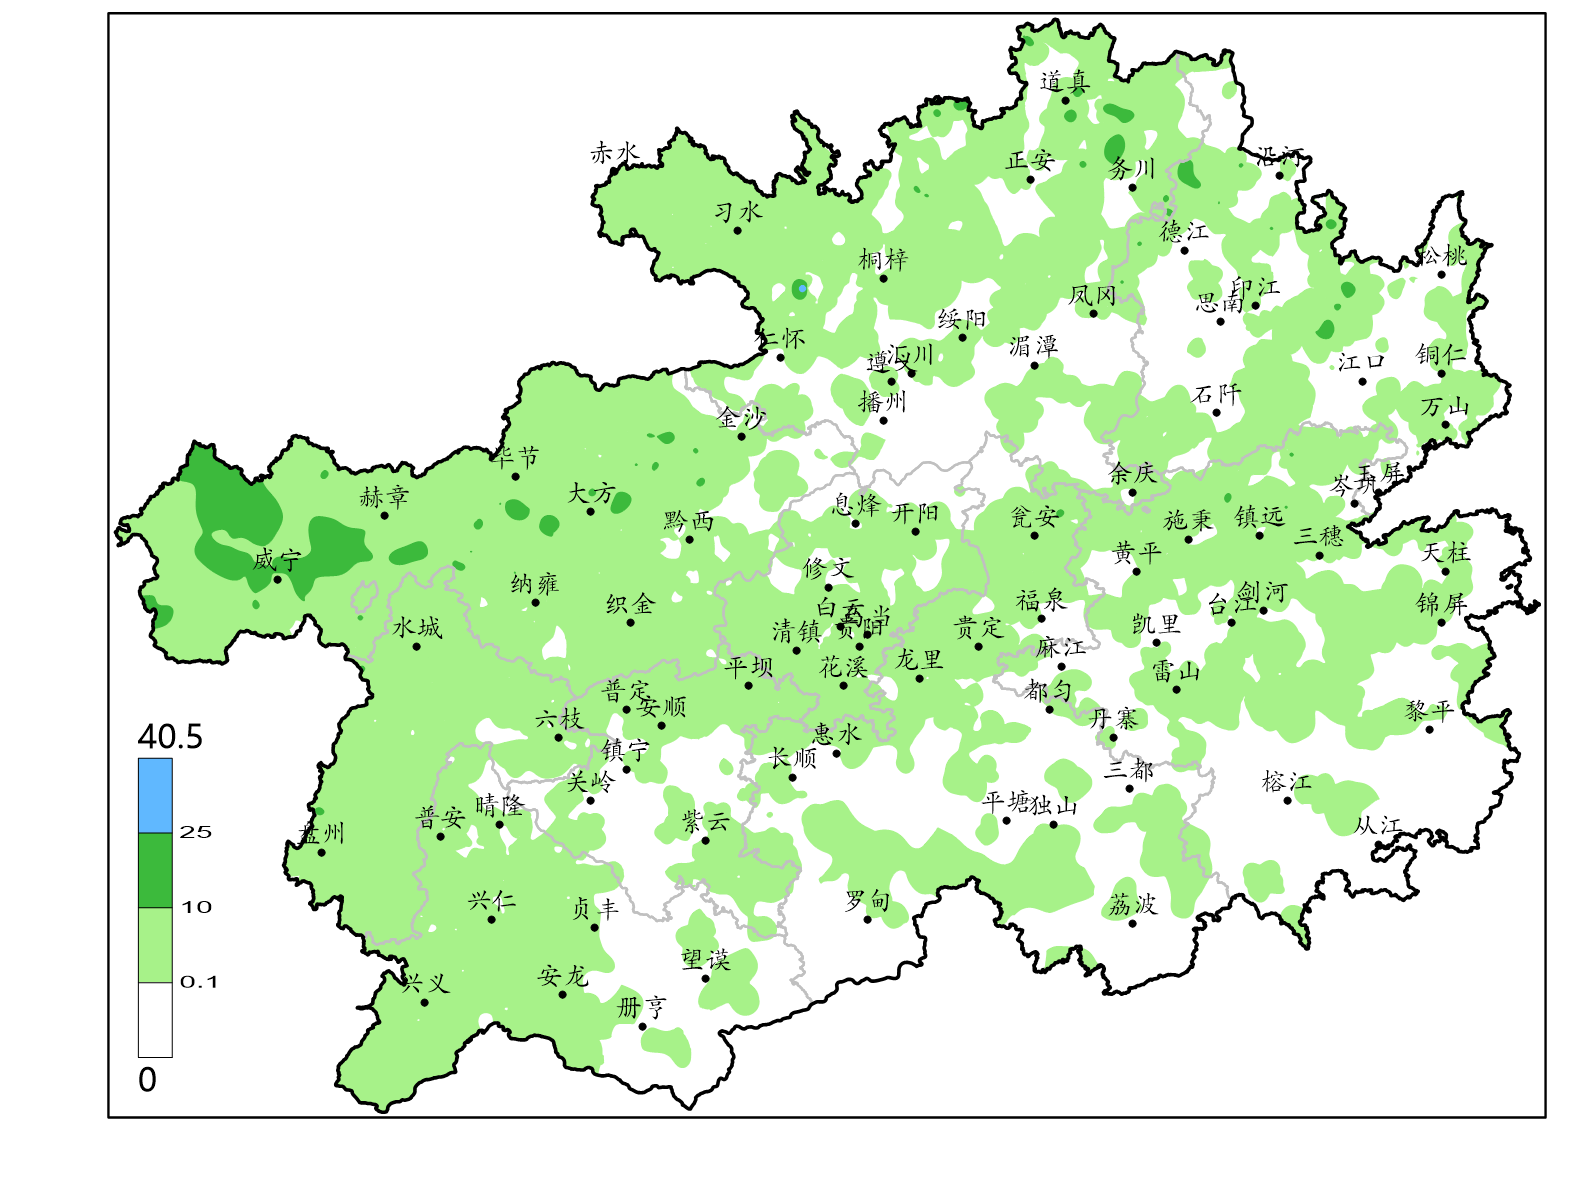 道真
赤水
正安
务川
沿河
习水
德江
桐梓
松桃
凤冈
印江
思南
绥阳
仁怀
湄潭
汇川
遵义
江口
铜仁
石阡
播州
万山
金沙
毕节
余庆
玉屏
岑巩
赫章
大方
息烽
开阳
瓮安
黔西
施秉
镇远
三穗
威宁
黄平
天柱
修文
纳雍
织金
白云
乌当
贵阳
福泉
台江
剑河
锦屏
水城
清镇
贵定
凯里
麻江
平坝
花溪
龙里
雷山
普定
安顺
都匀
六枝
丹寨
黎平
惠水
镇宁
长顺
关岭
三都
榕江
40.5
晴隆
普安
紫云
平塘
独山
从江
盘州
25
兴仁
贞丰
罗甸
荔波
10
望谟
安龙
兴义
0.1
册亨
0